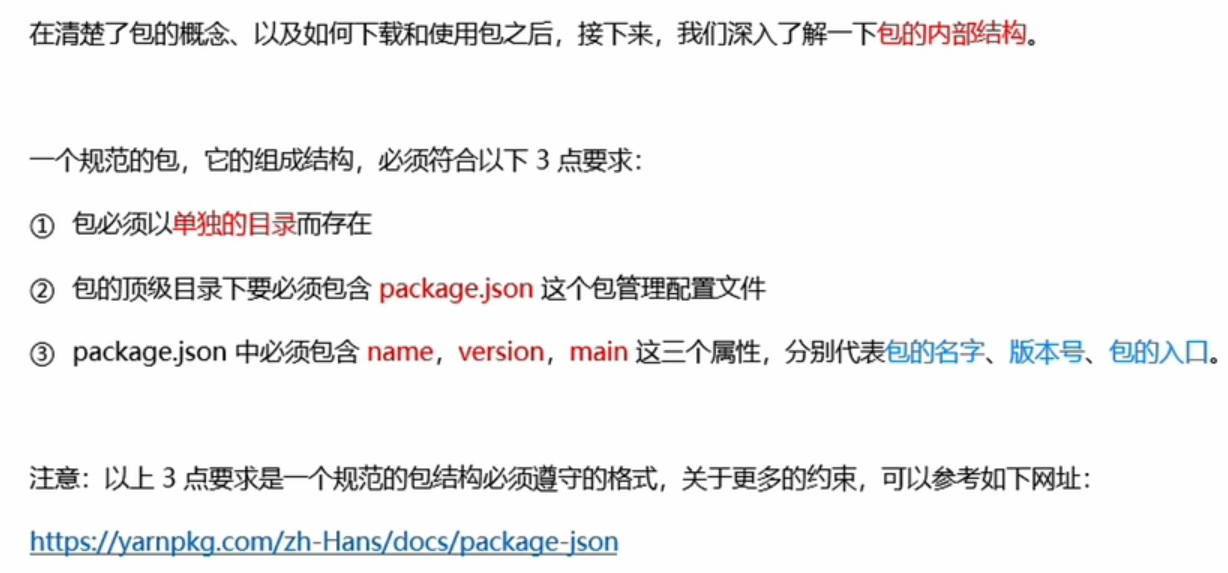 在清楚了包的概念、以及如何下载和使用包之后，接下来，我们深入了解一下包的内部结构。
一个规范的包，它的组成结构，必须符合以下 3 点要求：
① 包必须以单独的目录而存在
② 包的顶级目录下要必须包含 package.json 这个包管理配置文件
③ package.json 中必须包含 name，version，main 这三个属性，分别代表包的名字、版本号、包的入口。
注意：以上 3 点要求是一个规范的包结构必须遵守的格式，关于更多的约束，可以参考如下网址：
https://yarnpkg.com/zh-Hans/docs/package-json